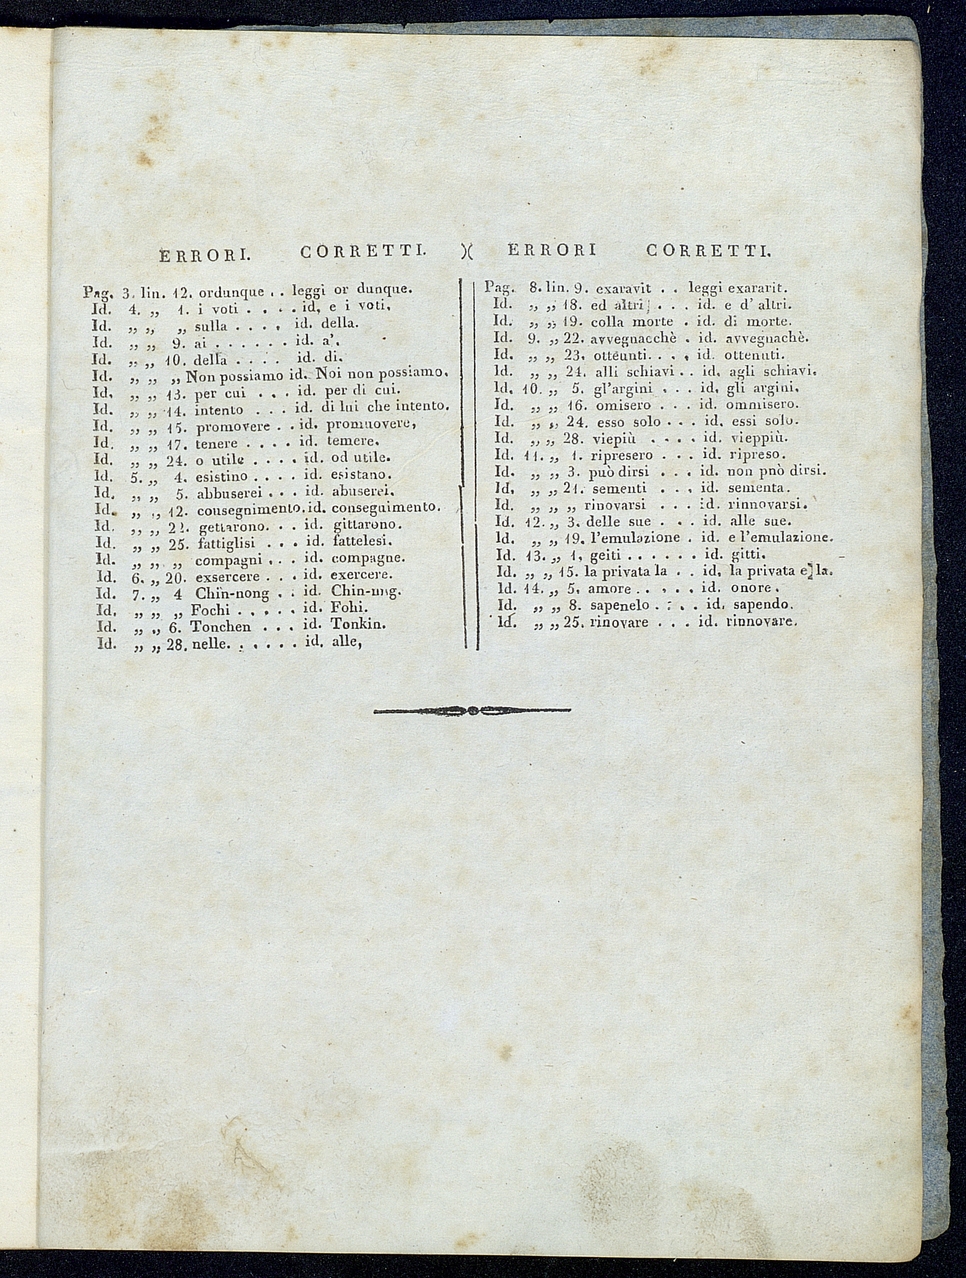 ERRORI. CORRETTI.
Pag. 3. lin. 12. ordunque . . leggi or dunque.
Id. 4. „ 1. i voti . . . . id. e i voti.
Id. „ „ „ sulla . . . . id. della.
Id. „ „ 9. ai . . . . . . id. a'.
Id. „ „ 10. della . . . . id. di.
Id. „ „ „ Non possiamo id. Noi non possiamo.
Id. „ „ 13. per cui . . . id. per di cui.
Id. „ „ 14. intento . . . id. di lui che intento.
Id. „ „ 15. promovere . . id. promuovere,
Id. „ „ 17. tenere . . . . id. temere.
Id. „ „ 24. o utile . . . . id. od utile.
Id. 5. „ 4. esistino . . . . id. esistano.
Id. „ „ 5. abbuserei . . . id. abuserei.
Id. „ „ 12. consegnimento. id. conseguimento.
Id. „ „ 22. gettarono. . . id. gittarono.
Id. „ „ 25. fattiglisi . . . id. fattelesi.
Id. „ „ „ compagni . . . id. compagne.
Id. 6. „ 20. exsercere . . . id. exercere.
Id. 7. „ 4 Chin-nong . . id. Chin-ung.
Id. „ „ „ Fochi . . . . . id. Fohi.
Id. „ „ 6. Tonchen . . . id. Tonkin.
Id. „ „ 28. nelle. . . . . . id. alle,
ERRORI CORRETTI.
Pag. 8. lin. 9. exaravit . . leggi exararit.
Id. „ „ 18. ed altri . . . id. e d' altri.
Id. „ „ 19. colla morte . id. di morte.
Id. 9. „ 22. avvegnacchè . id. avvegnachè.
Id. „ „ 23. ottenuti. . . . id. ottenuti.
Id. „ „ 24. alli schiavi . . id. agli schiavi.
Id. 10. „ 5. gl'argini . . . id. gli argini.
Id. „ „ 16. omisero . . . id. ommisero.
Id. „ „ 24. esso solo . . . id. essi solo.
Id. „ „ 28. viepiù . . . . id. vieppiù.
Id. 11. „ 1. ripresero . . . id. ripreso.
Id. „ „ 3. può dirsi . . . id. non può dirsi.
Id. „ „ 21. sementi . . . id. sementa.
Id. „ „ „ rinovarsi . . . id. rinnovarsi.
Id. 12. „ 3. delle sue . . . id. alle sue.
Id. „ „ 19. l'emulazione . id. e l'emulazione.
Id. 13. „ 1. geiti . . . . . . id. gitti.
Id. „ „ 15. la privata la . . id. la privata e la.
Id. 14. „ 5. amore . . . . . id. onore.
Id. „ „ 8. sapenelo . . . . id. sapendo.
Id. „ „ 25. rinovare . . . id. rinnovare.